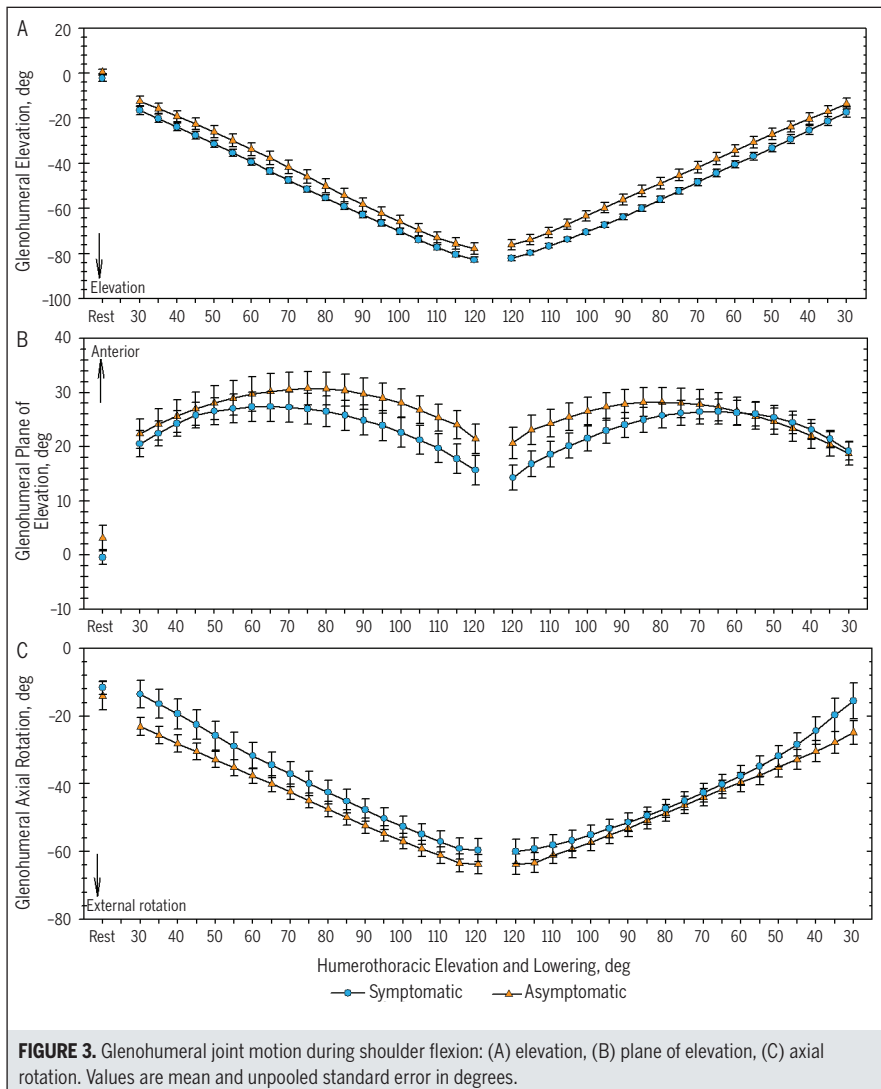 A
20
0
−20
−40
−60
−80
−100
Glenohumeral Elevation, deg
Elevation
Rest 30 40 50 60 70 80 90 100 110 120 120 110 100 90 80 70 60 50 40 30
B
40
30
20
10
0
−10
Glenohumeral Plane of
Elevation, deg
Anterior
Rest 30 40 50 60 70 80 90 100 110 120 120 110 100 90 80 70 60 50 40 30
C
0
−20
−40
−60
−80
Glenohumeral Axial Rotation, deg
External rotation
Rest 30 40 50 60 70 80 90 100 110 120 120 110 100 90 80 70 60 50 40 30
Humerothoracic Elevation and Lowering, deg
Symptomatic Asymptomatic
FIGURE 3. Glenohumeral joint motion during shoulder flexion: (A) elevation, (B) plane of elevation, (C) axial
rotation. Values are mean and unpooled standard error in degrees.